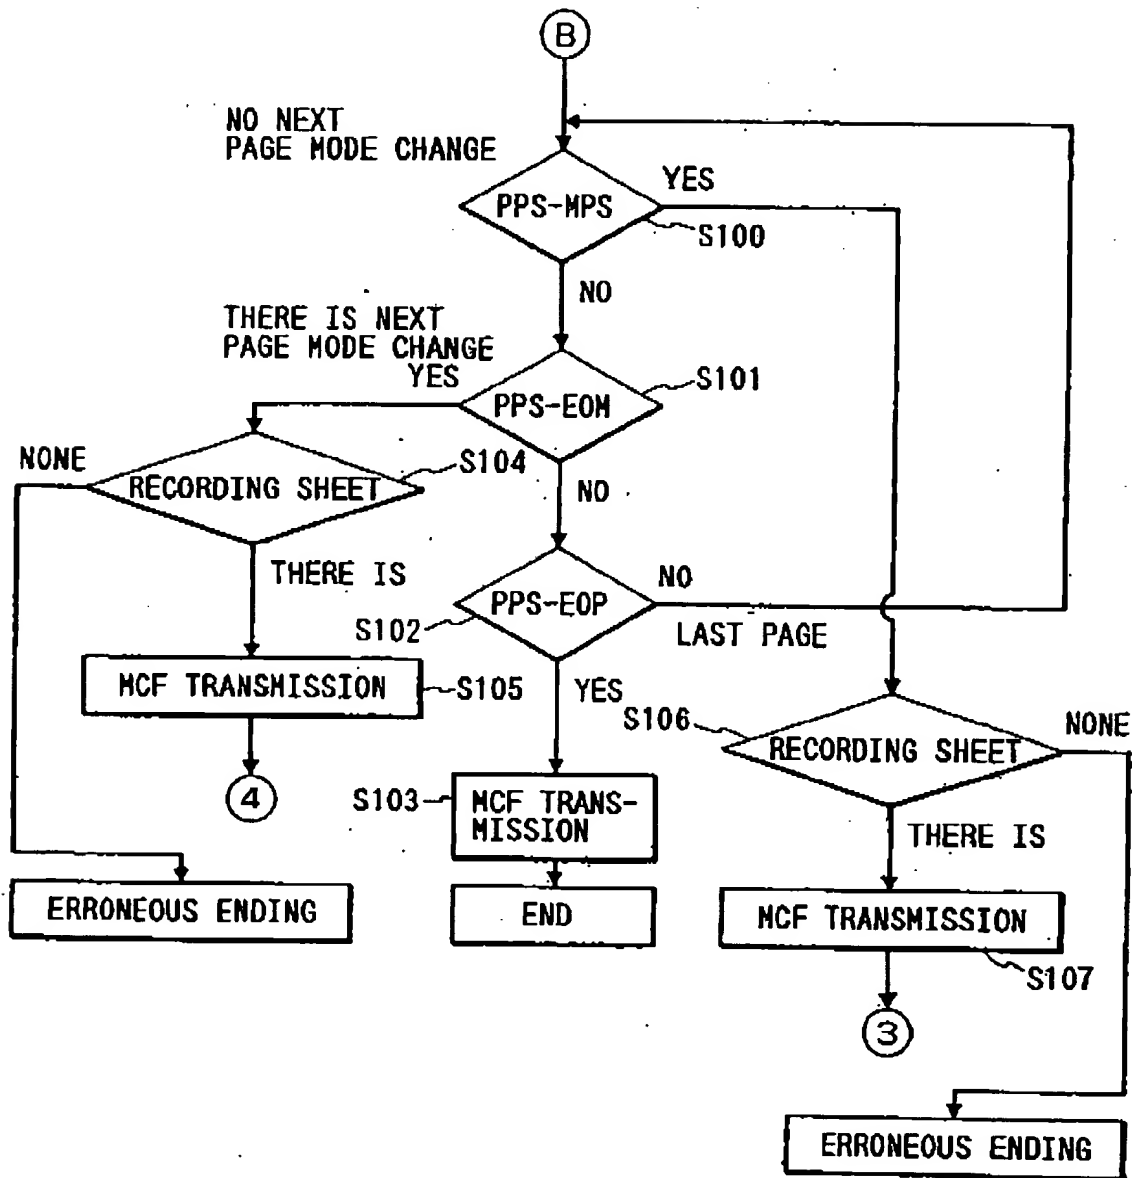 B
NO NEXT
PAGE MODE CHANGE
YES
PPS-MPS
S100
NO
THERE IS NEXT
PAGE MODE CHANGE
YES
S101
PPS-EOM
NONE
S104
RECORDING SHEET
NO
THERE IS
NO
PPS-EOP
S102
LAST PAGE
MCF TRANSMISSION
S105
YES
S106
NONE
RECORDING SHEET
4
S103
MCF TRANS-
MISSION
THERE IS
ERRONEOUS ENDING
END
MCF TRANSMISSION
S107
3
ERRONEOUS ENDING